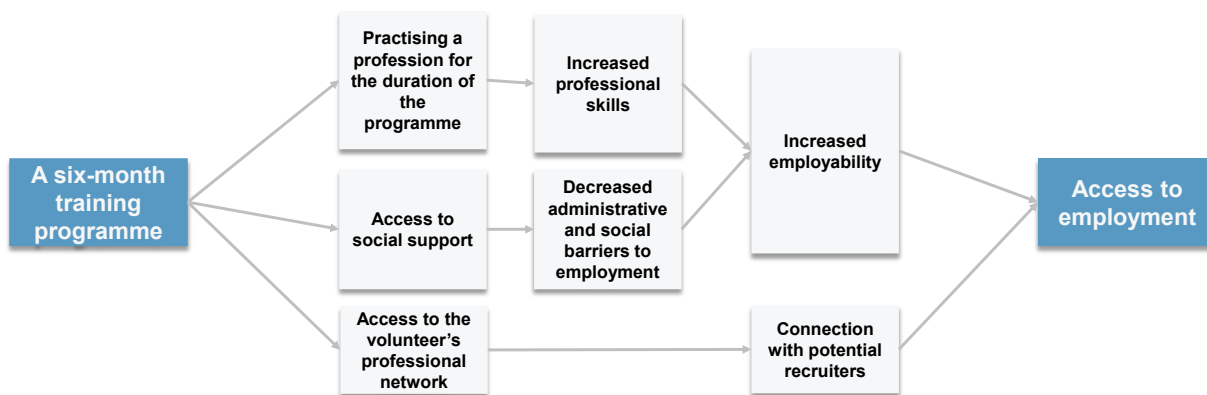 Practising a
profession for
the duration of
the
programme
Increased
professional
skills
Increased
employability
A six-month
training
programme
Access to
social support
Decreased
administrative
and social
barriers to
employment
Access to
employment
Access to the
volunteer’s
professional
network
Connection
with potential
recruiters